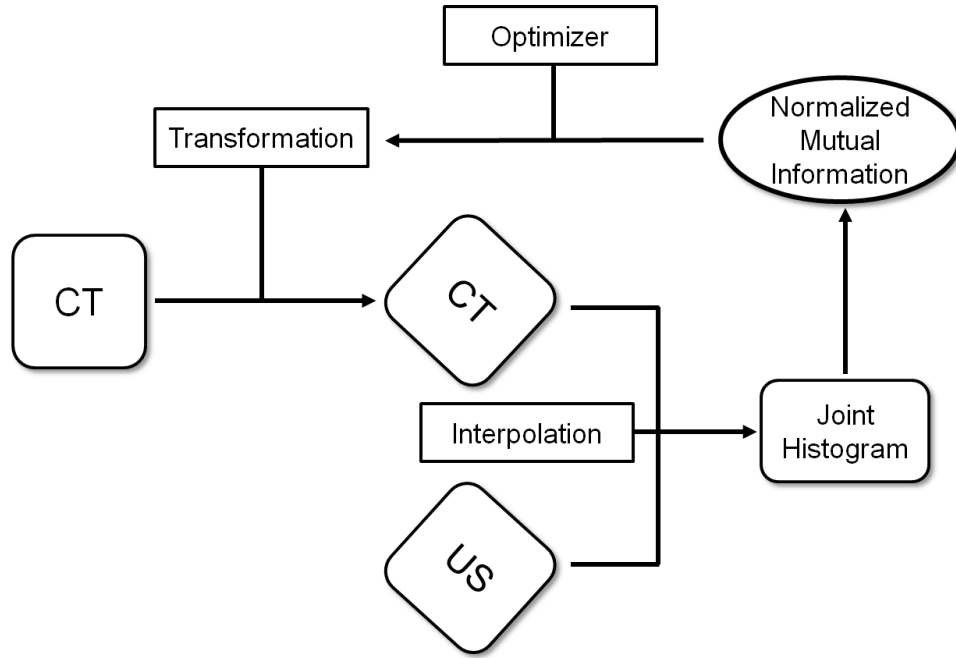 Optimizer
Transformation
Normalized
Mutual
Information
CT
CT
Interpolation
Joint
Histogram
US